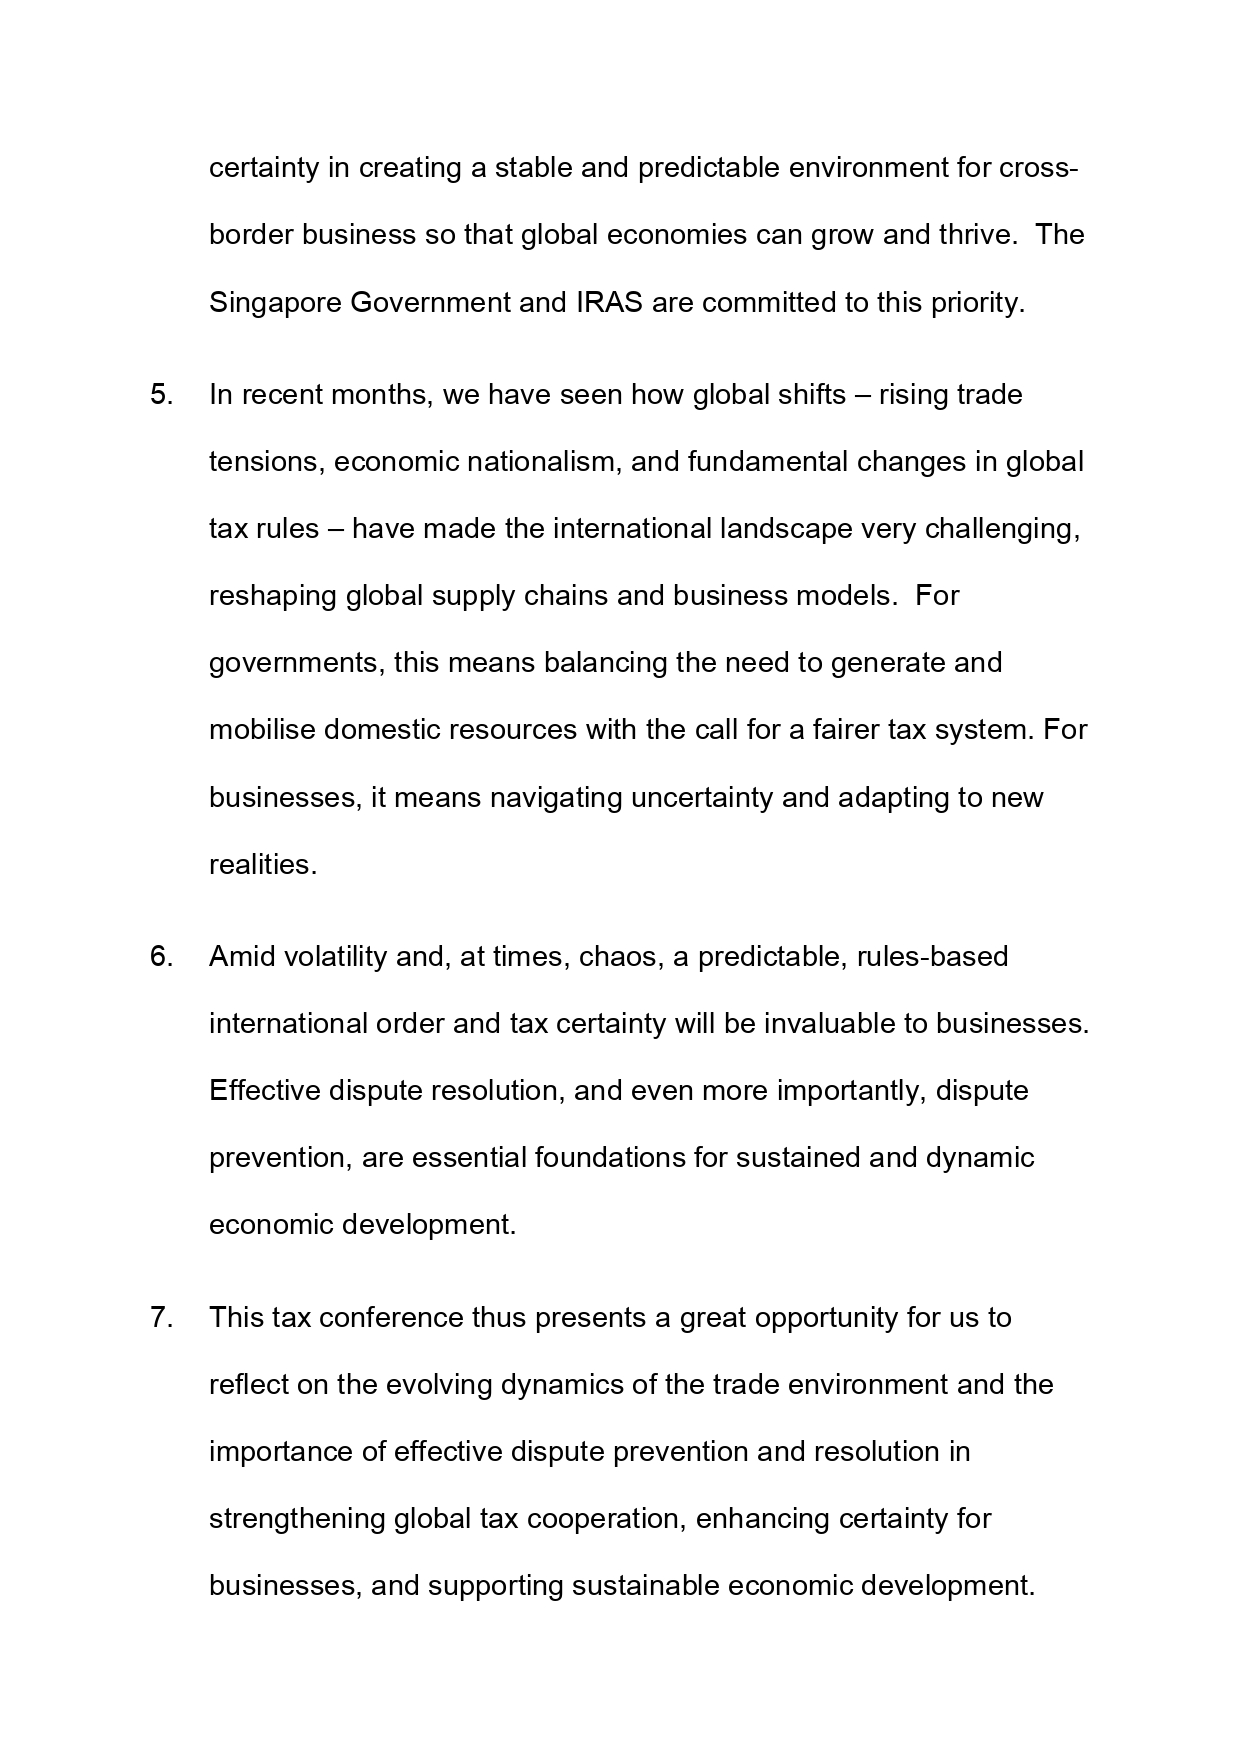 certainty in creating a stable and predictable environment for cross-
border business so that global economies can grow and thrive.  The
Singapore Government and IRAS are committed to this priority.
5. In recent months, we have seen how global shifts – rising trade
tensions, economic nationalism, and fundamental changes in global
tax rules – have made the international landscape very challenging,
reshaping global supply chains and business models.  For
governments, this means balancing the need to generate and
mobilise domestic resources with the call for a fairer tax system. For
businesses, it means navigating uncertainty and adapting to new
realities.
6. Amid volatility and, at times, chaos, a predictable, rules-based
international order and tax certainty will be invaluable to businesses.
Effective dispute resolution, and even more importantly, dispute
prevention, are essential foundations for sustained and dynamic
economic development.
7. This tax conference thus presents a great opportunity for us to
reflect on the evolving dynamics of the trade environment and the
importance of effective dispute prevention and resolution in
strengthening global tax cooperation, enhancing certainty for
businesses, and supporting sustainable economic development.